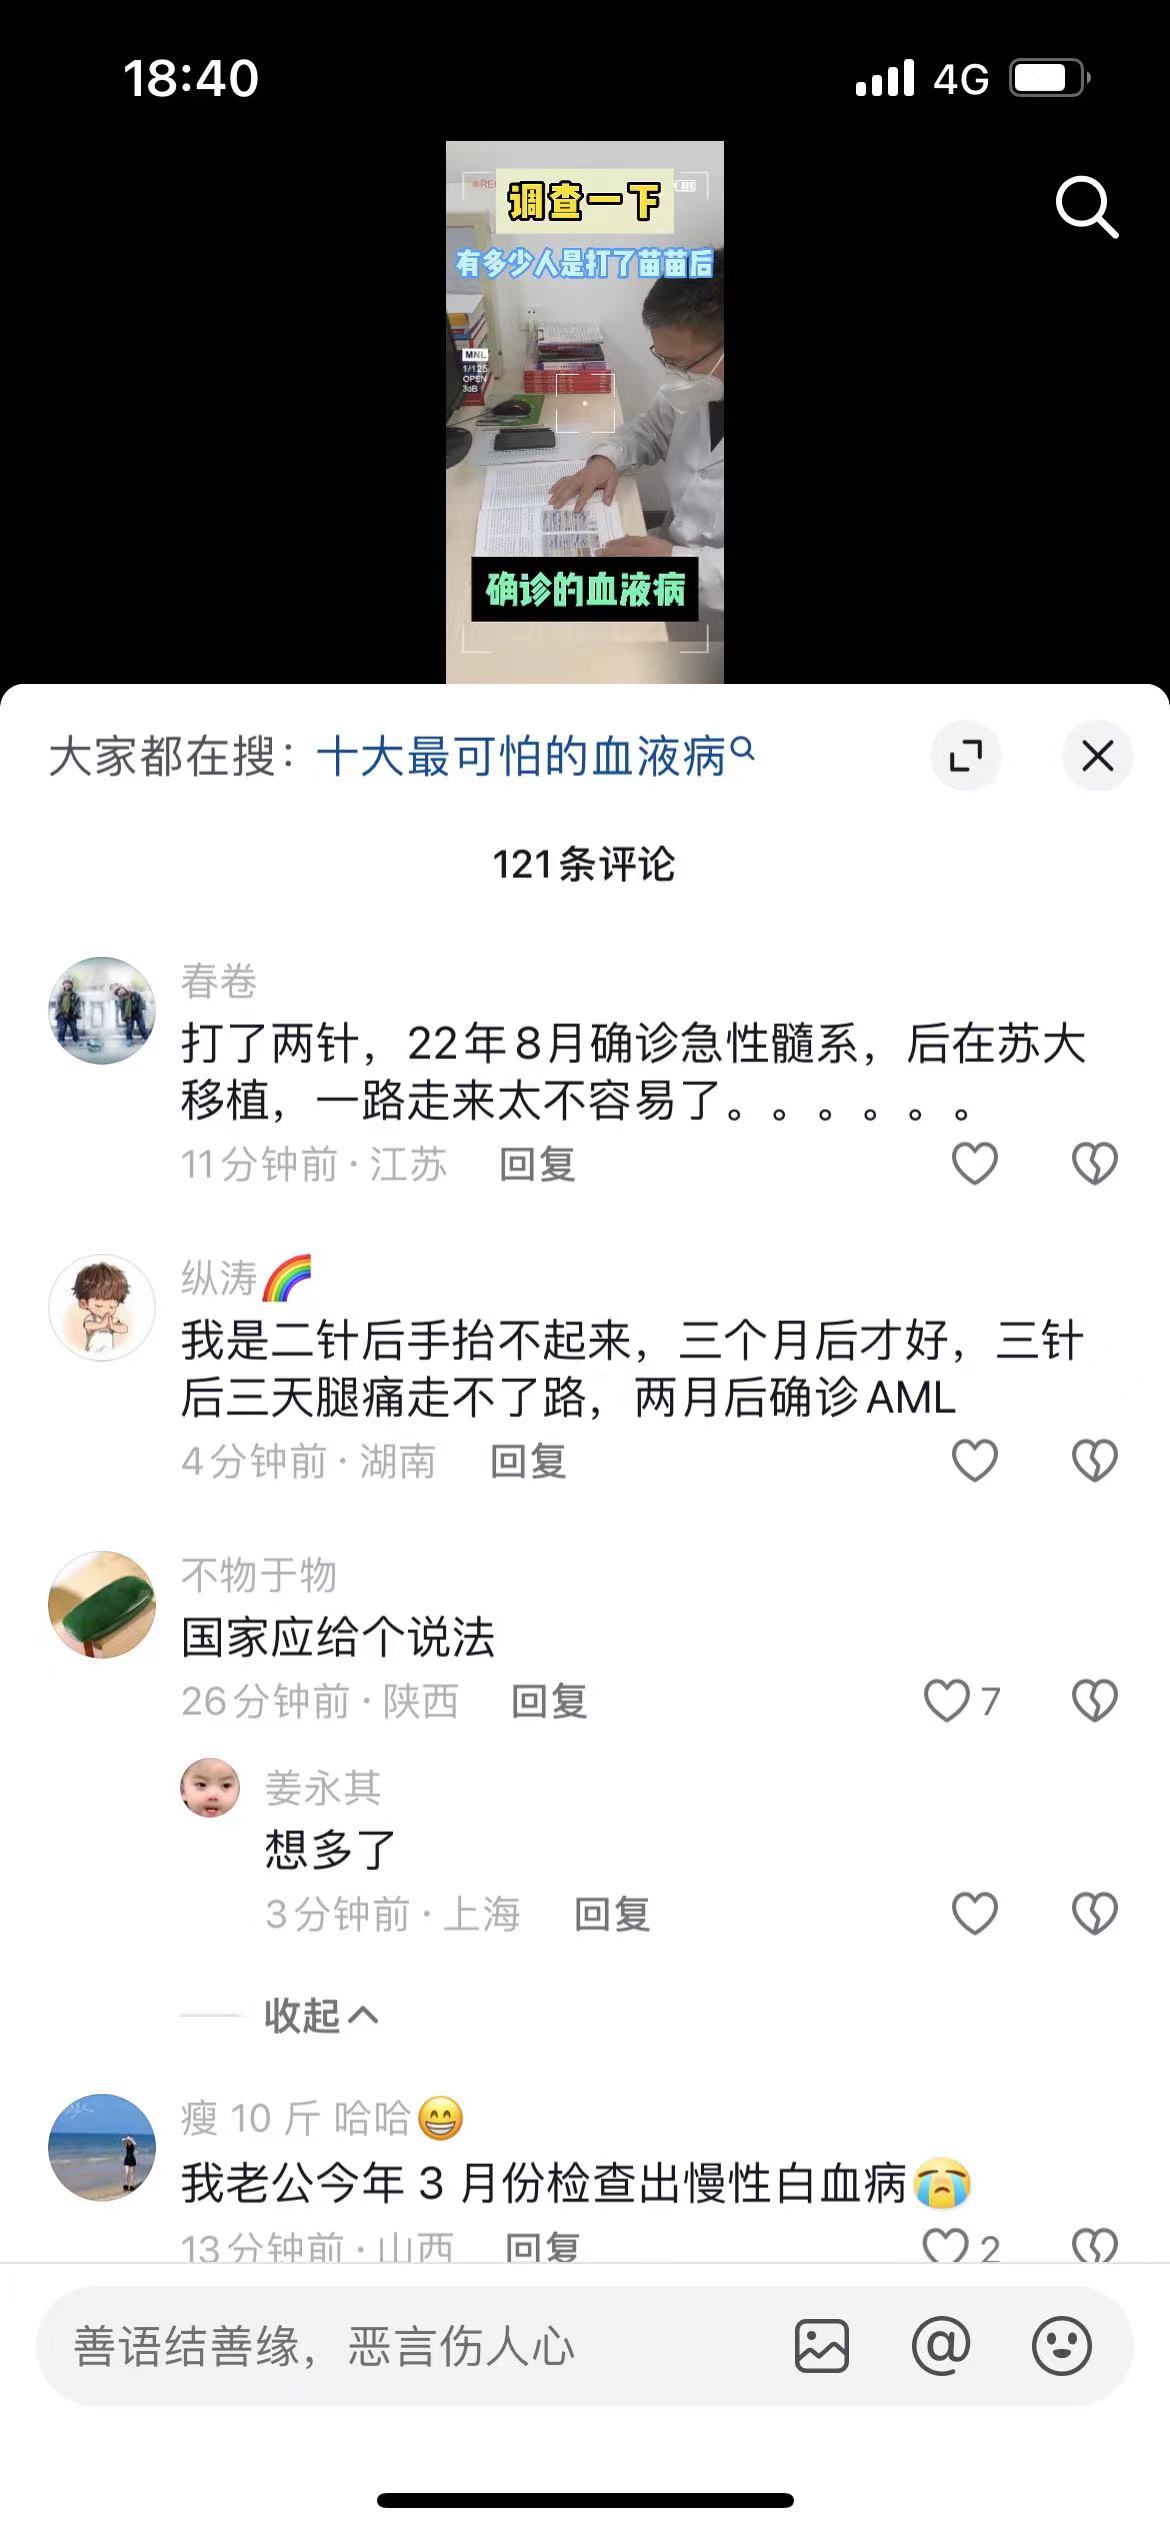 18:40
4G
REC
调查一下
有多少人是打了苗苗后
MNL
1/125
OPEN
3dB
确诊的血液病
大家都在搜：十大最可怕的血液病
121条评论
春卷
打了两针，22年8月确诊急性髓系，后在苏大
移植，一路走来太不容易了。。。。。。
11分钟前·江苏 回复
纵涛🌈
我是二针后手抬不起来，三个月后才好，三针
后三天腿痛走不了路，两月后确诊AML
4分钟前·湖南 回复
不物于物
国家应给个说法
26分钟前·陕西 回复 7
姜永其
想多了
3分钟前·上海 回复
收起
瘦 10 斤 哈哈😁
我老公今年 3 月份检查出慢性白血病😭
13分钟前·山西 回复 2
善语结善缘，恶言伤人心